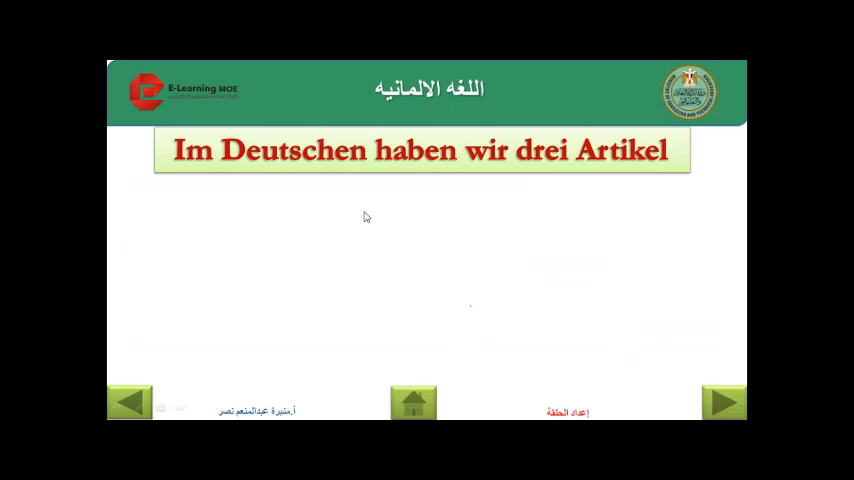 E-Learning MOE
اللغه الالمانيه
Im Deutschen haben wir drei Artikel
أ.منيرة عبدالمنعم نصر
إعداد الحلقة